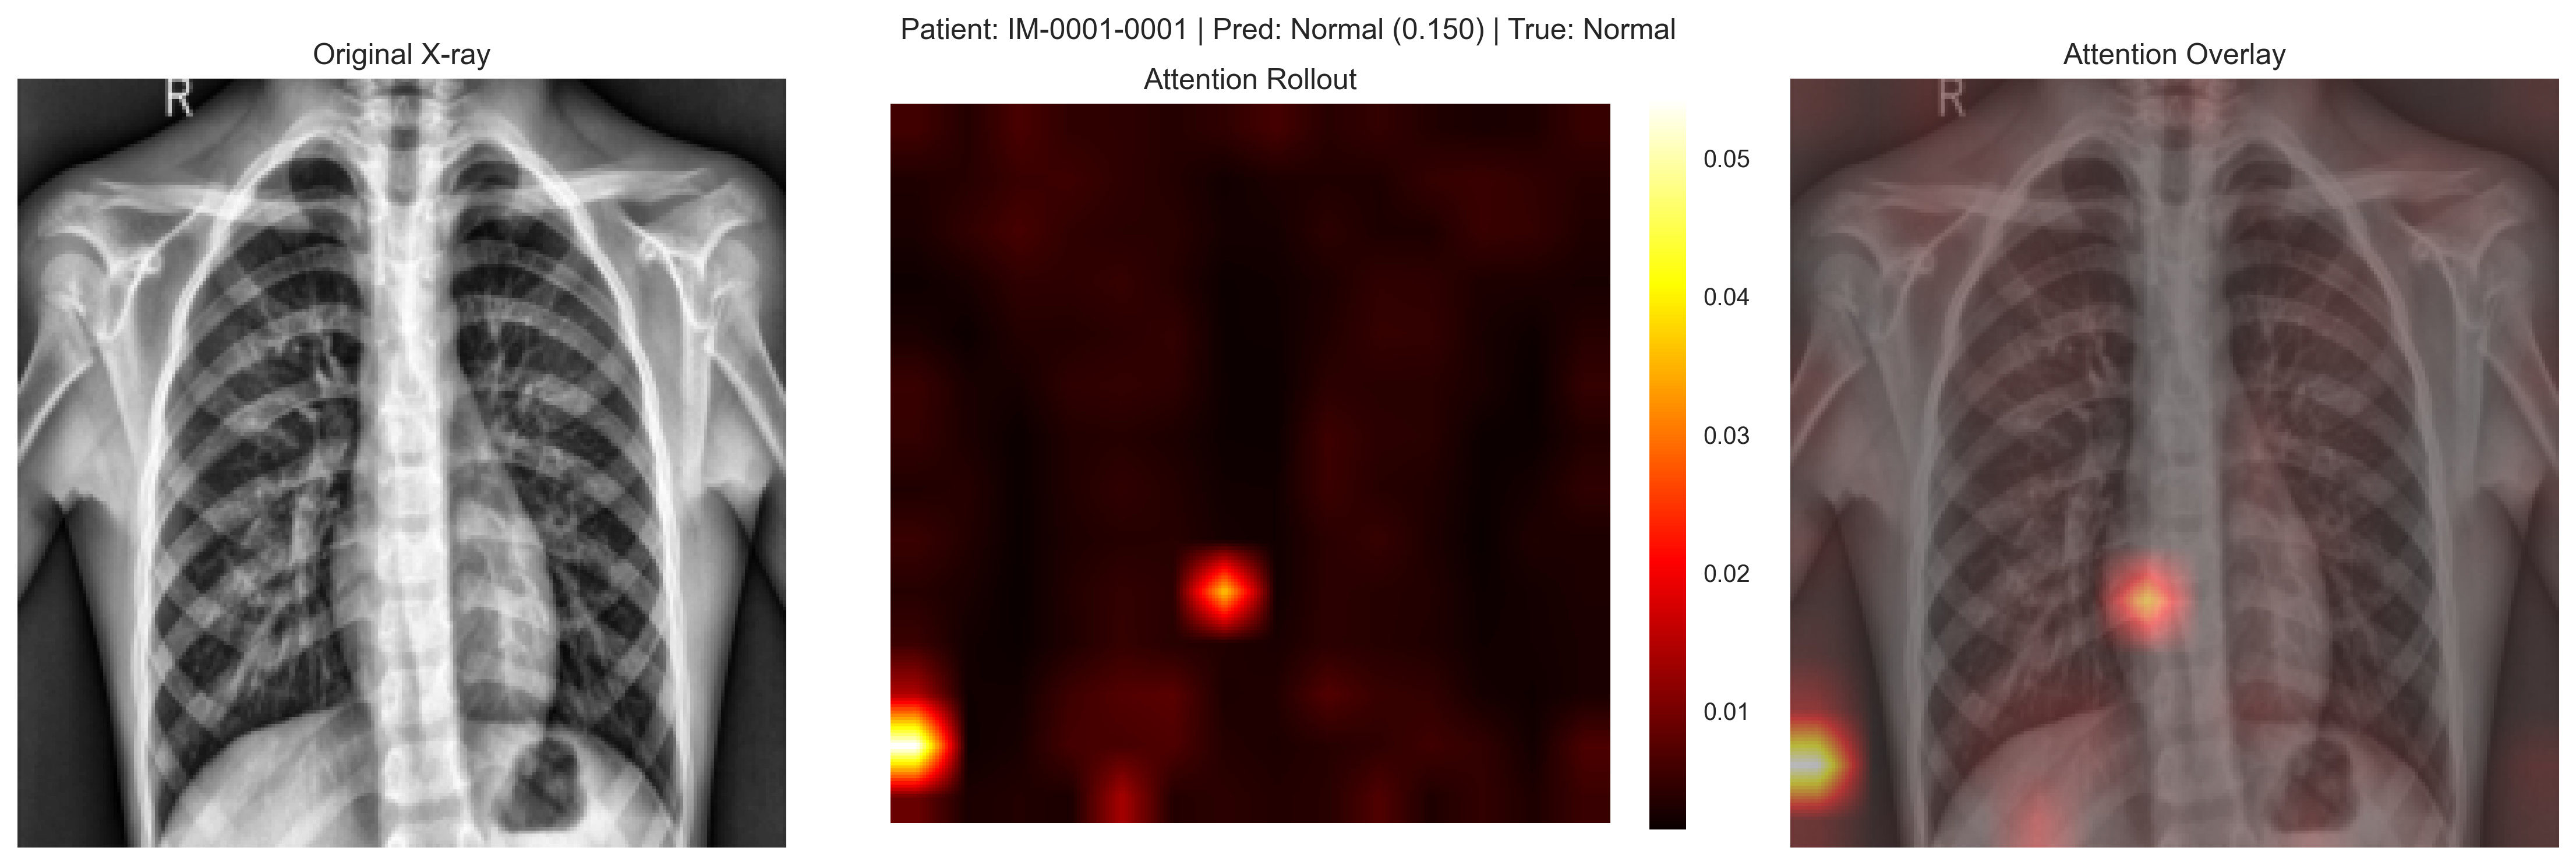 Patient: IM-0001-0001 | Pred: Normal (0.150) | True: Normal
Original X-ray
R
Attention Rollout
0.05
0.04
0.03
0.02
0.01
Attention Overlay
R